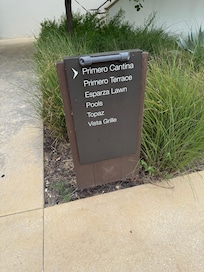 Primero Cantina
Primero Terrace
Esparza Lawn
Pools
Topaz
Vista Grille